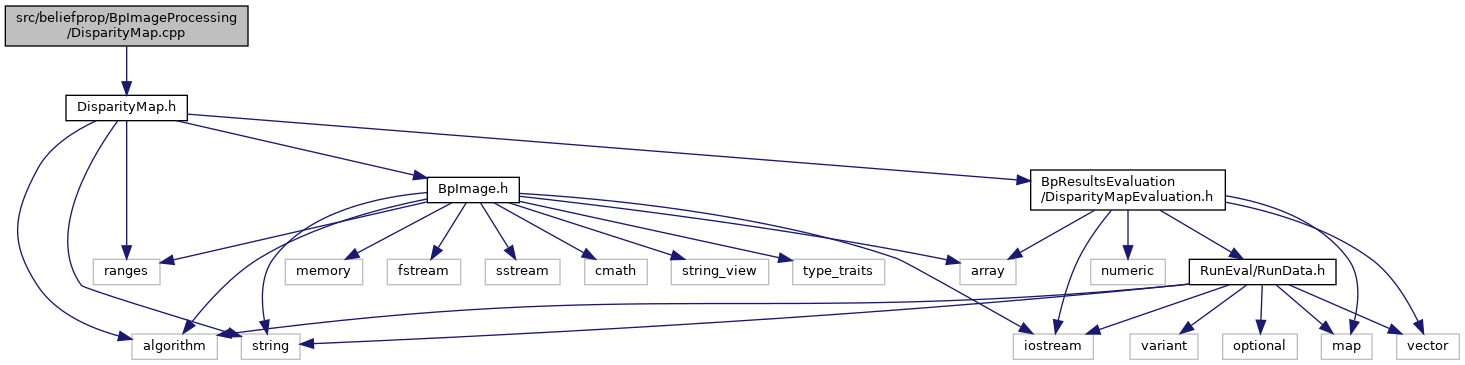 src/beliefprop/BpImageProcessing
/DisparityMap.cpp
DisparityMap.h
BpImage.h
BpResultsEvaluation
/DisparityMapEvaluation.h
ranges
memory
fstream
sstream
cmath
string_view
type_traits
array
numeric
RunEval/RunData.h
algorithm
string
iostream
variant
optional
map
vector